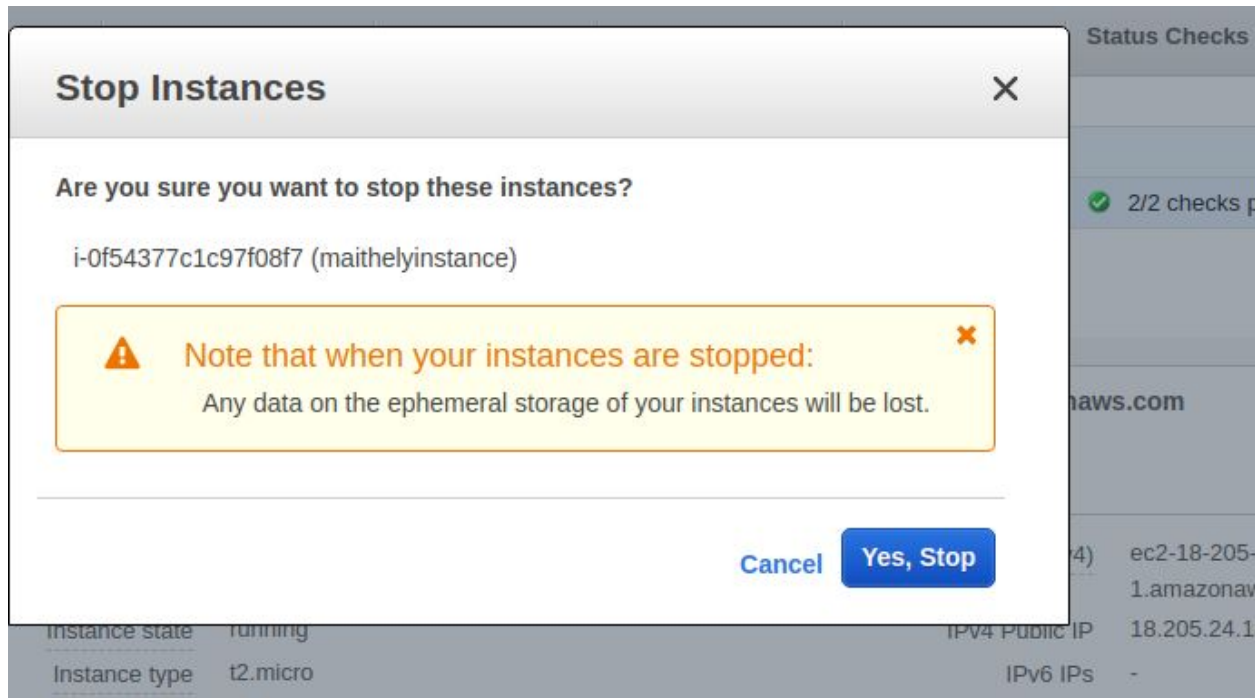 Status Checks
Stop Instances
Are you sure you want to stop these instances?
2/2 checks p
i-0f54377c1c97f08f7 (maithelyinstance)
Note that when your instances are stopped:
Any data on the ephemeral storage of your instances will be lost.
naws.com
Cancel
Yes, Stop
v4)
ec2-18-205-
1.amazonaw
Instance state running
IPv4 Public IP 18.205.24.1
Instance type t2.micro
IPv6 IPs -